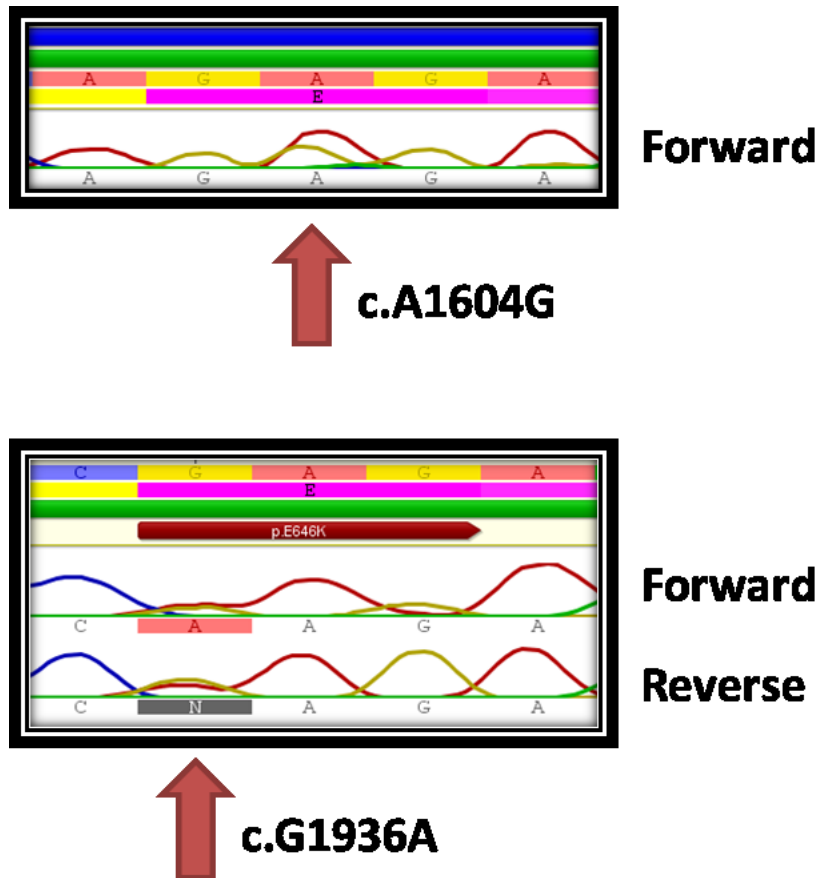 A G A G A
E
A G A G A
Forward
c.A1604G
C G A G A
E
p.E646K
C A A G A
Forward
C N A G A
Reverse
c.G1936A